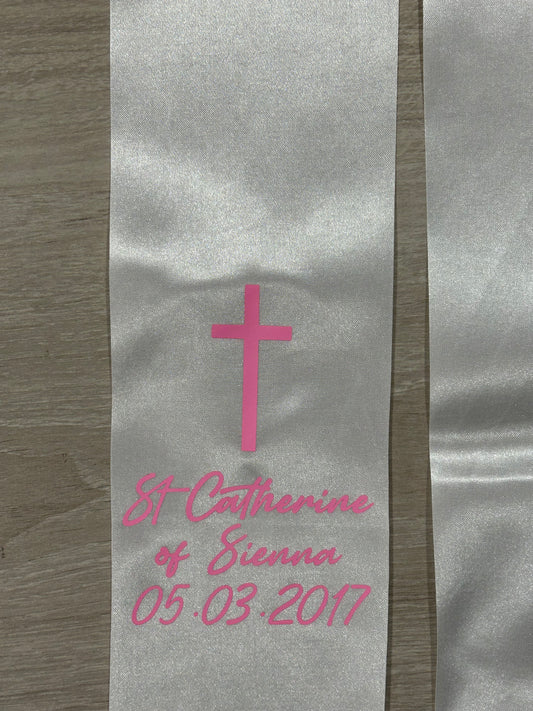 St Catherine
of Sienna
05.03.2017